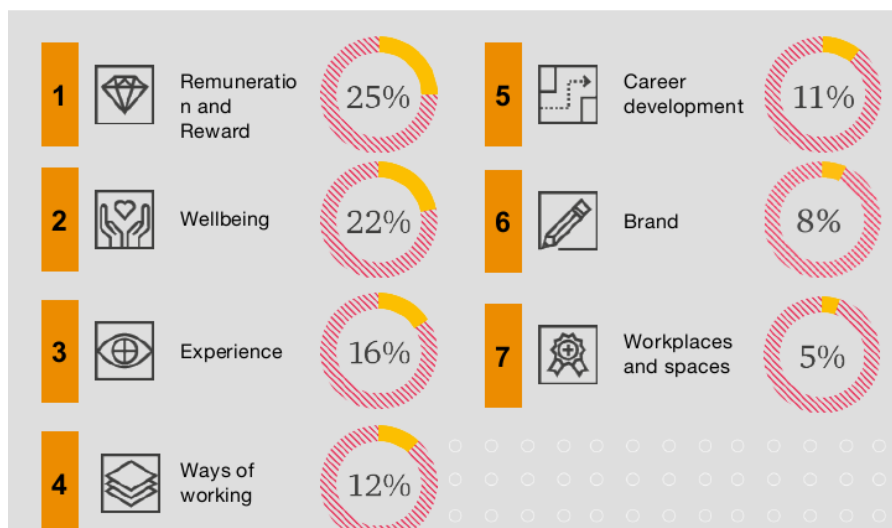 1
Remuneratio
n and
Reward
25%
2
Wellbeing
22%
3
Experience
16%
4
Ways of
working
12%
5
Career
development
11%
6
Brand
8%
7
Workplaces
and spaces
5%